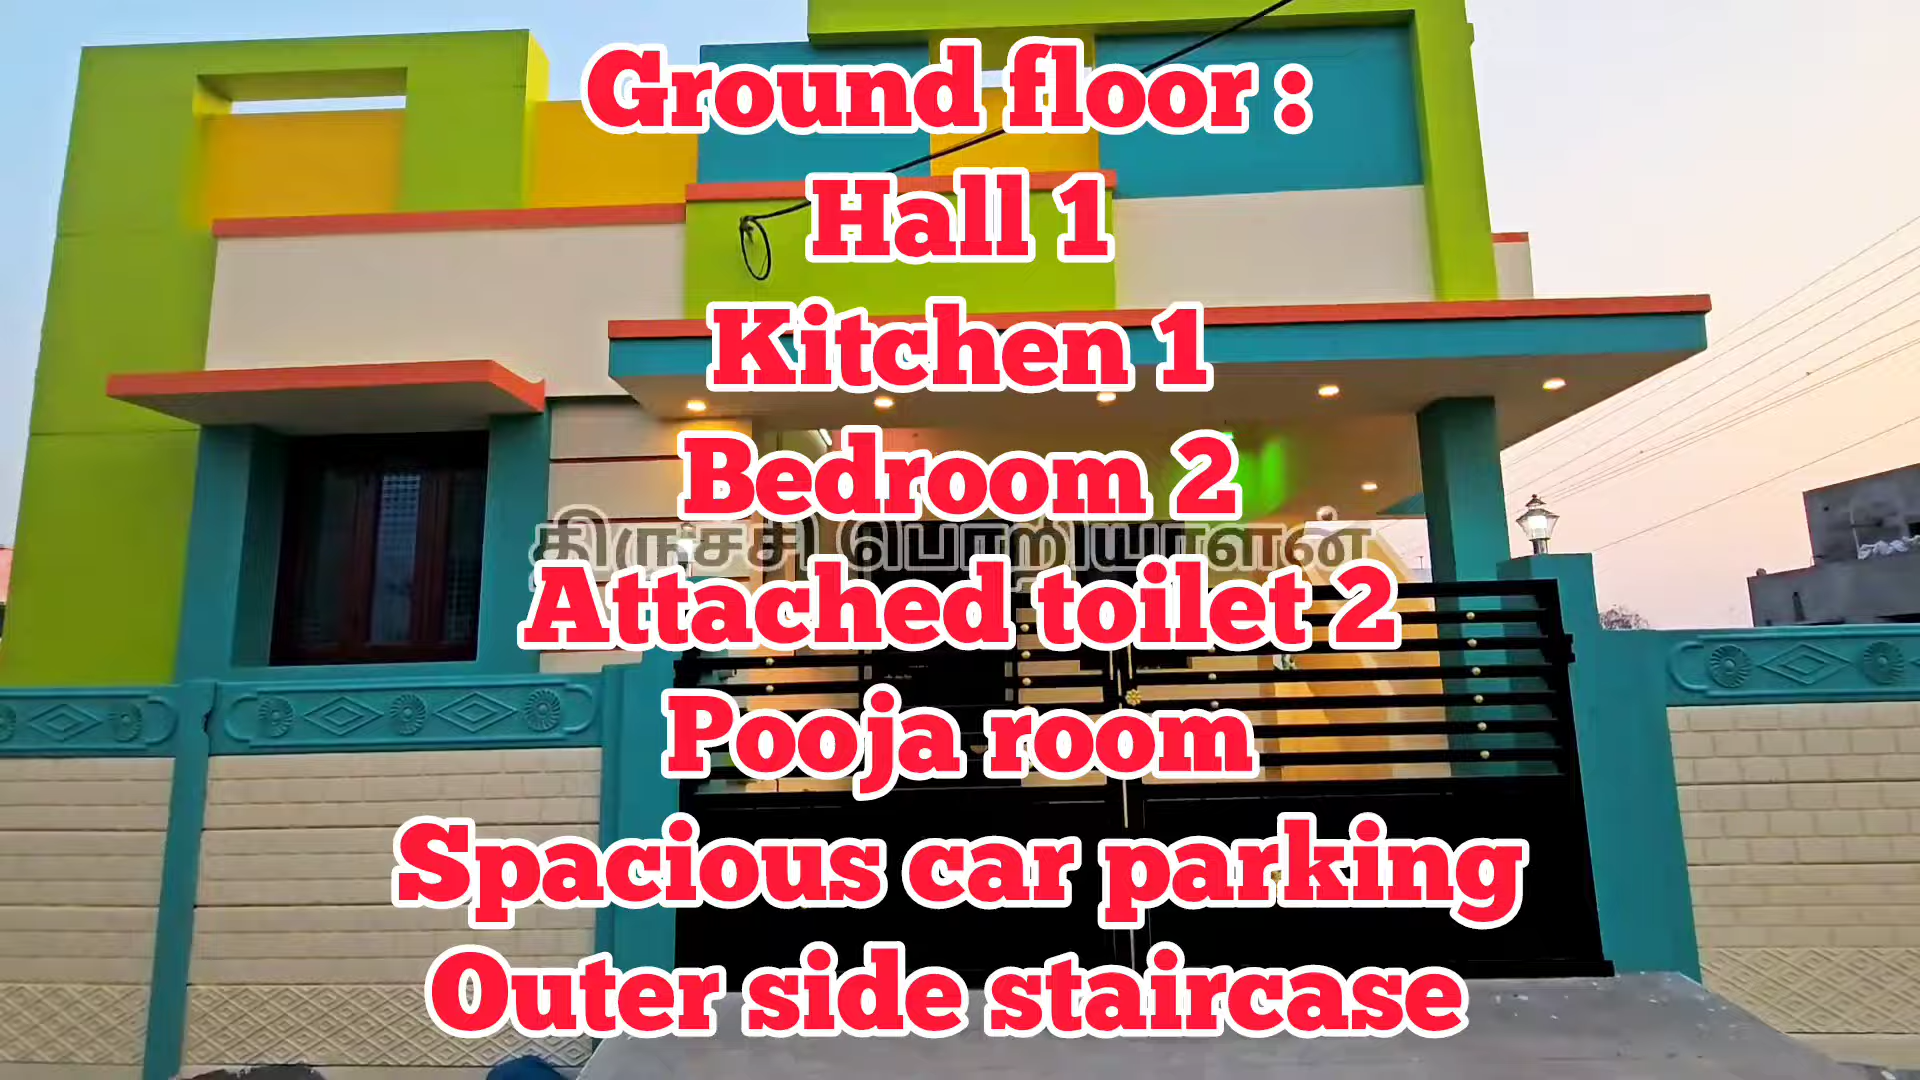 Ground floor :
Hall 1
Kitchen 1
Bedroom 2
திருச்சி பொறியாளன்
Attached toilet 2
Pooja room
Spacious car parking
Outer side staircase